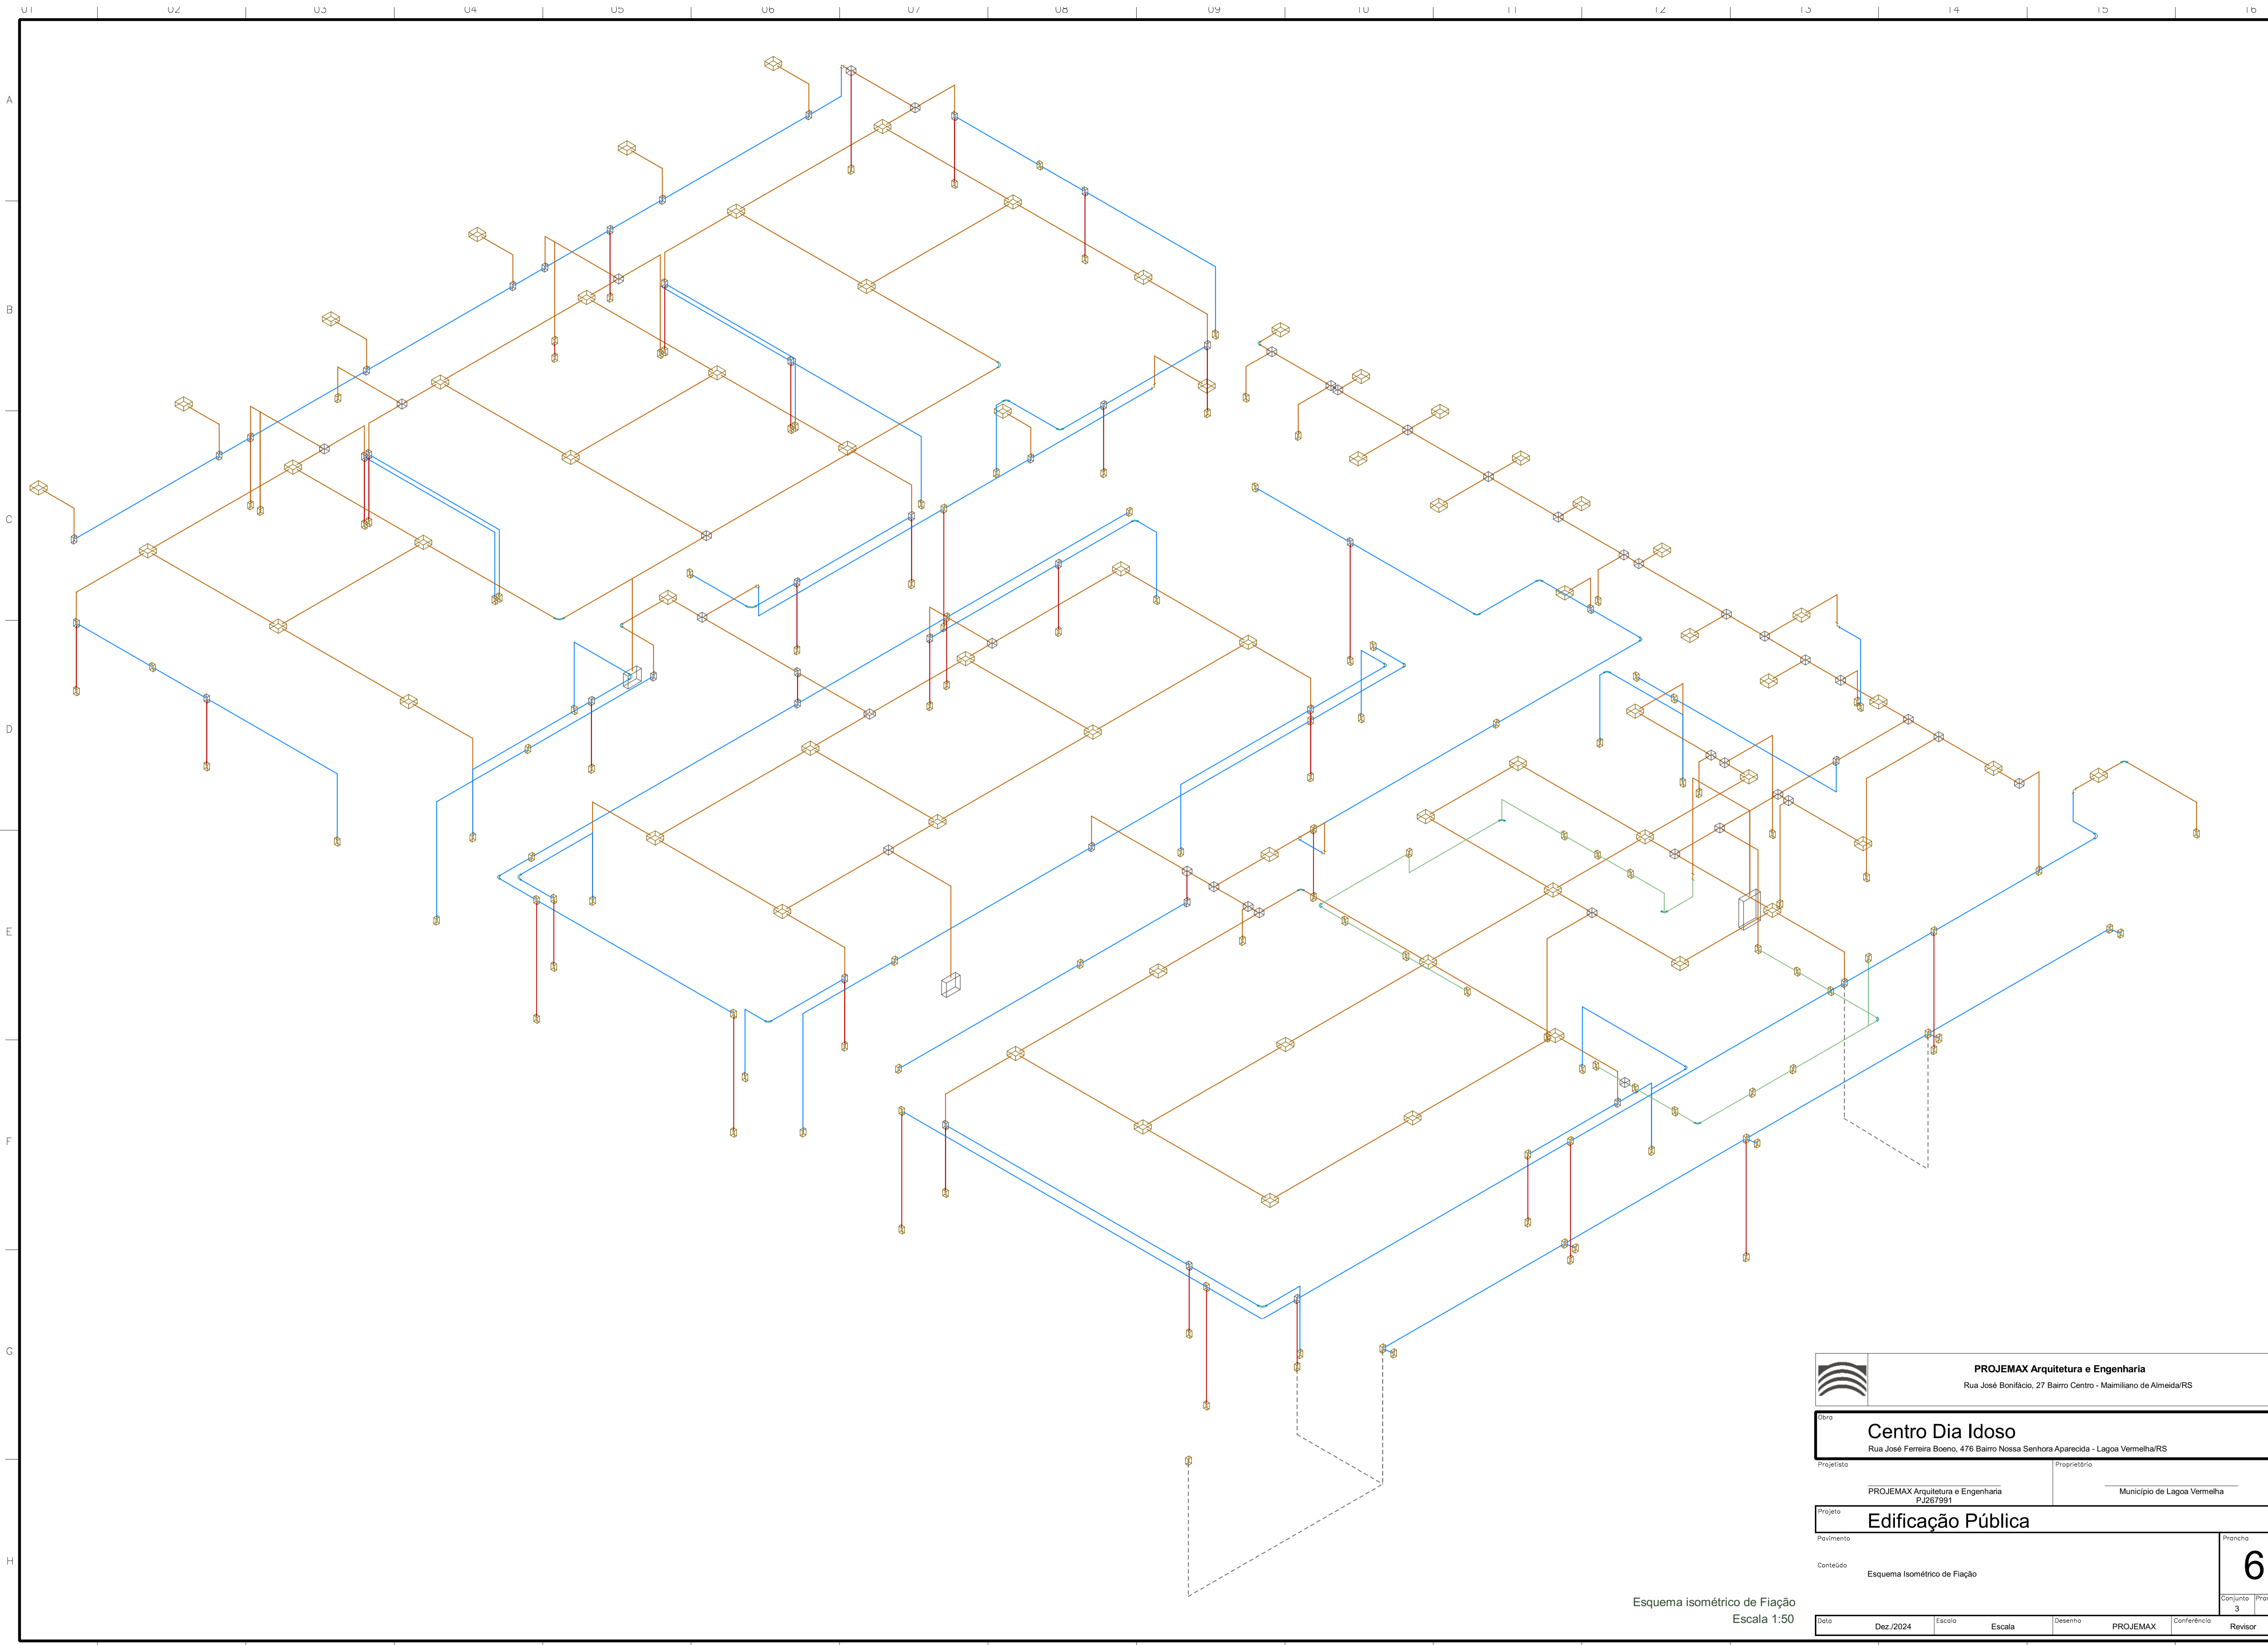 01 02 03 04 05 06 07 08 09 10 11 12 13 14 15 16
A
B
C
D
E
F
G
H
PROJEMAX Arquitetura e Engenharia
Rua José Bonifácio, 27 Bairro Centro - Maimiliano de Almeida/RS
Obra
Centro Dia Idoso
Rua José Ferreira Boeno, 476 Bairro Nossa Senhora Aparecida - Lagoa Vermelha/RS
Projetista
Proprietário
PROJEMAX Arquitetura e Engenharia
PJ267991
Município de Lagoa Vermelha
Projeto
Edificação Pública
Pavimento
Prancha
6
Conteúdo
Esquema Isométrico de Fiação
Conjunto
3
Esquema isométrico de Fiação
Escala 1:50
Data
Dez./2024
Escala
Escala
Desenho
PROJEMAX
Conferência
Revisor